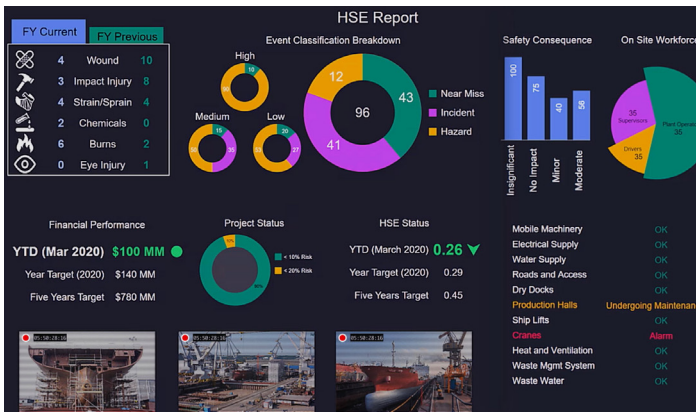 HSE Report
FY Current
FY Previous
4 Wound 10
3 Impact Injury 8
4 Strain/Sprain 4
2 Chemicals 0
6 Burns 2
0 Eye Injury 1
Event Classification Breakdown
High
10
Medium
15
35
Low
20
27
12
43
96
41
Near Miss
Incident
Hazard
Safety Consequence
100
75
40
Insignificant
No Impact
Minor
Moderate
On Site Workforc
35
Supervisors
Plant Operat
35
Drivers
35
Financial Performance
YTD (Mar 2020) $100 MM
Year Target (2020) $140 MM
Five Years Target $780 MM
Project Status
10%
< 10% Risk
< 20% Risk
HSE Status
YTD (March 2020) 0.26
Year Target (2020) 0.29
Five Years Target 0.45
Mobile Machinery OK
Electrical Supply OK
Water Supply OK
Roads and Access OK
Dry Docks OK
Production Halls Undergoing Maintenan
Ship Lifts OK
Cranes Alarm
Heat and Ventilation OK
Waste Mgmt System OK
Waste Water OK
05:50:28:16
05:50:28:16
05:50:28:16